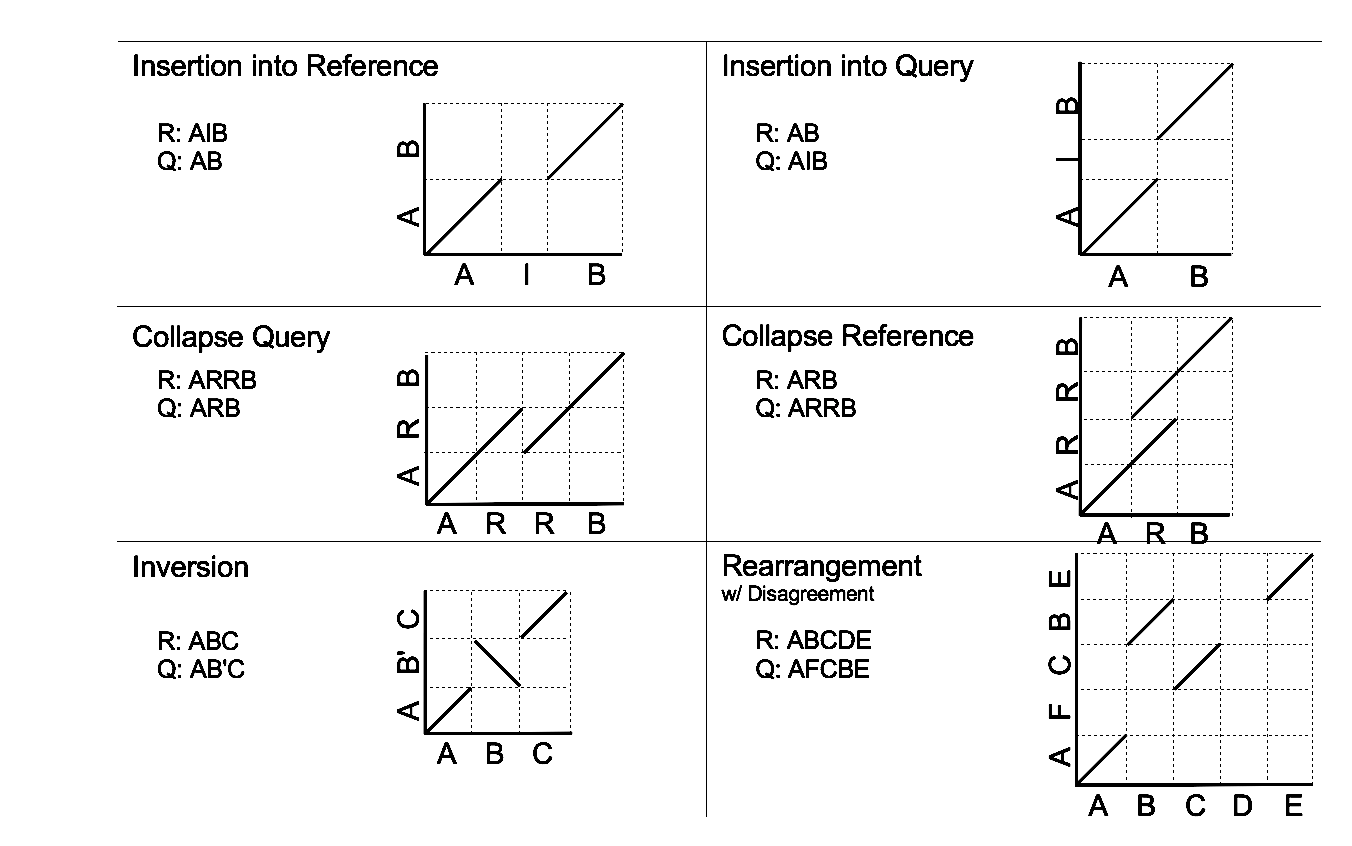 Insertion into Reference
R: AIB
Q: AB
B
A
A I B
Insertion into Query
R: AB
Q: AIB
B
I
A
A B
Collapse Query
R: ARRB
Q: ARB
B
R
A
A R R B
Collapse Reference
R: ARB
Q: ARRB
B
R
R
A
A R B
Inversion
R: ABC
Q: AB'C
C
B'
A
A B C
Rearrangement
w/ Disagreement
R: ABCDE
Q: AFCBE
E
B
C
F
A
A B C D E